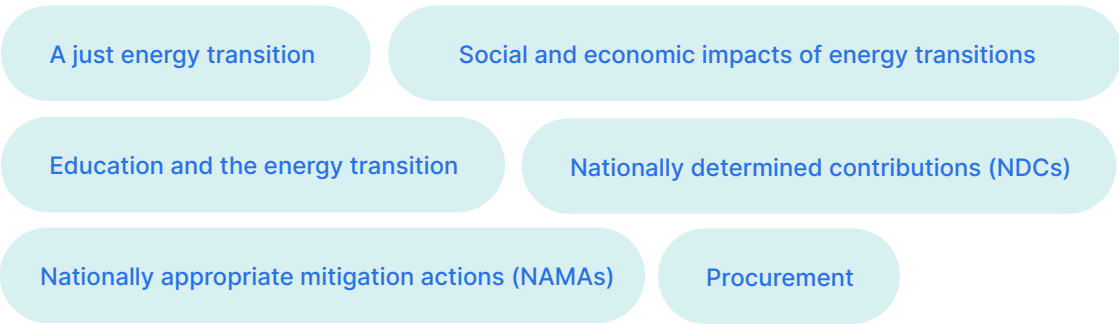 A just energy transition
Social and economic impacts of energy transitions
Education and the energy transition
Nationally determined contributions (NDCs)
Nationally appropriate mitigation actions (NAMAs)
Procurement